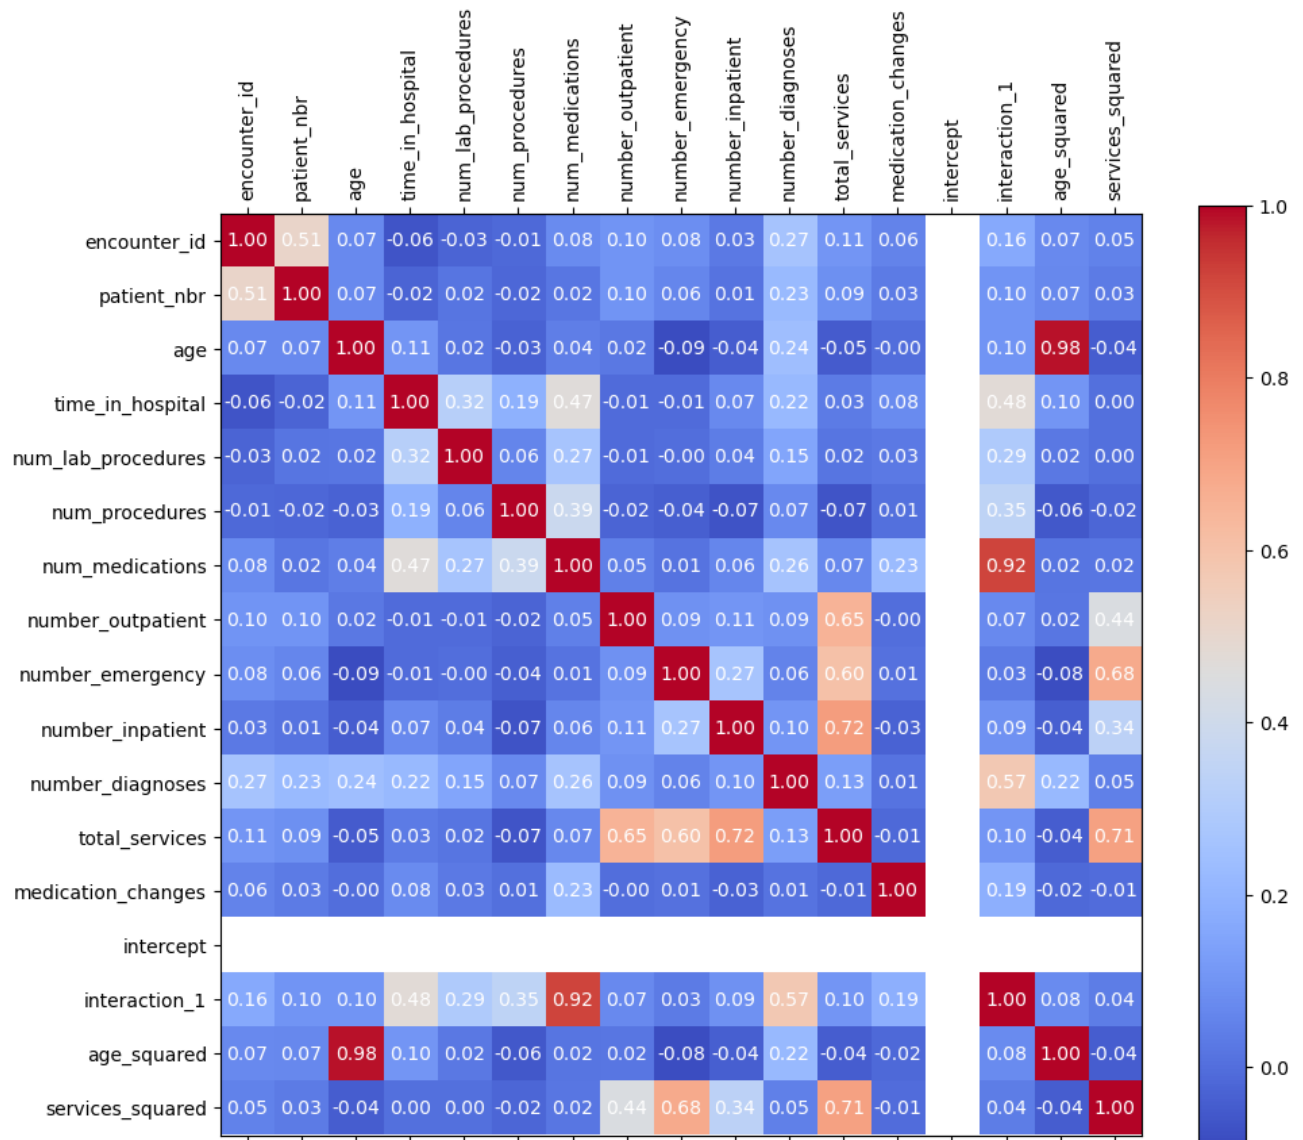 encounter_id patient_nbr age time_in_hospital num_lab_procedures num_procedures num_medications number_outpatient number_emergency number_inpatient number_diagnoses total_services medication_changes intercept interaction_1 age_squared services_squared
encounter_id 1.00 0.51 0.07 -0.06 -0.03 -0.01 0.08 0.10 0.08 0.03 0.27 0.11 0.06 0.16 0.07 0.05
patient_nbr 0.51 1.00 0.07 -0.02 0.02 -0.02 0.02 0.10 0.06 0.01 0.23 0.09 0.03 0.10 0.07 0.03
age 0.07 0.07 1.00 0.11 0.02 -0.03 0.04 0.02 -0.09 -0.04 0.24 -0.05 -0.00 0.10 0.98 -0.04
time_in_hospital -0.06 -0.02 0.11 1.00 0.32 0.19 0.47 -0.01 -0.01 0.07 0.22 0.03 0.08 0.48 0.10 0.00
num_lab_procedures -0.03 0.02 0.02 0.32 1.00 0.06 0.27 -0.01 -0.00 0.04 0.15 0.02 0.03 0.29 0.02 0.00
num_procedures -0.01 -0.02 -0.03 0.19 0.06 1.00 0.39 -0.02 -0.04 -0.07 0.07 -0.07 0.01 0.35 -0.06 -0.02
num_medications 0.08 0.02 0.04 0.47 0.27 0.39 1.00 0.05 0.01 0.06 0.26 0.07 0.23 0.92 0.02 0.02
number_outpatient 0.10 0.10 0.02 -0.01 -0.01 -0.02 0.05 1.00 0.09 0.11 0.09 0.65 -0.00 0.07 0.02 0.44
number_emergency 0.08 0.06 -0.09 -0.01 -0.00 -0.04 0.01 0.09 1.00 0.27 0.06 0.60 0.01 0.03 -0.08 0.68
number_inpatient 0.03 0.01 -0.04 0.07 0.04 -0.07 0.06 0.11 0.27 1.00 0.10 0.72 -0.03 0.09 -0.04 0.34
number_diagnoses 0.27 0.23 0.24 0.22 0.15 0.07 0.26 0.09 0.06 0.10 1.00 0.13 0.01 0.57 0.22 0.05
total_services 0.11 0.09 -0.05 0.03 0.02 -0.07 0.07 0.65 0.60 0.72 0.13 1.00 -0.01 0.10 -0.04 0.71
medication_changes 0.06 0.03 -0.00 0.08 0.03 0.01 0.23 -0.00 0.01 -0.03 0.01 -0.01 1.00 0.19 -0.02 -0.01
intercept
interaction_1 0.16 0.10 0.10 0.48 0.29 0.35 0.92 0.07 0.03 0.09 0.57 0.10 0.19 1.00 0.08 0.04
age_squared 0.07 0.07 0.98 0.10 0.02 -0.06 0.02 0.02 -0.08 -0.04 0.22 -0.04 -0.02 0.08 1.00 -0.04
services_squared 0.05 0.03 -0.04 0.00 0.00 -0.02 0.02 0.44 0.68 0.34 0.05 0.71 -0.01 0.04 -0.04 1.00
1.0
0.8
0.6
0.4
0.2
0.0